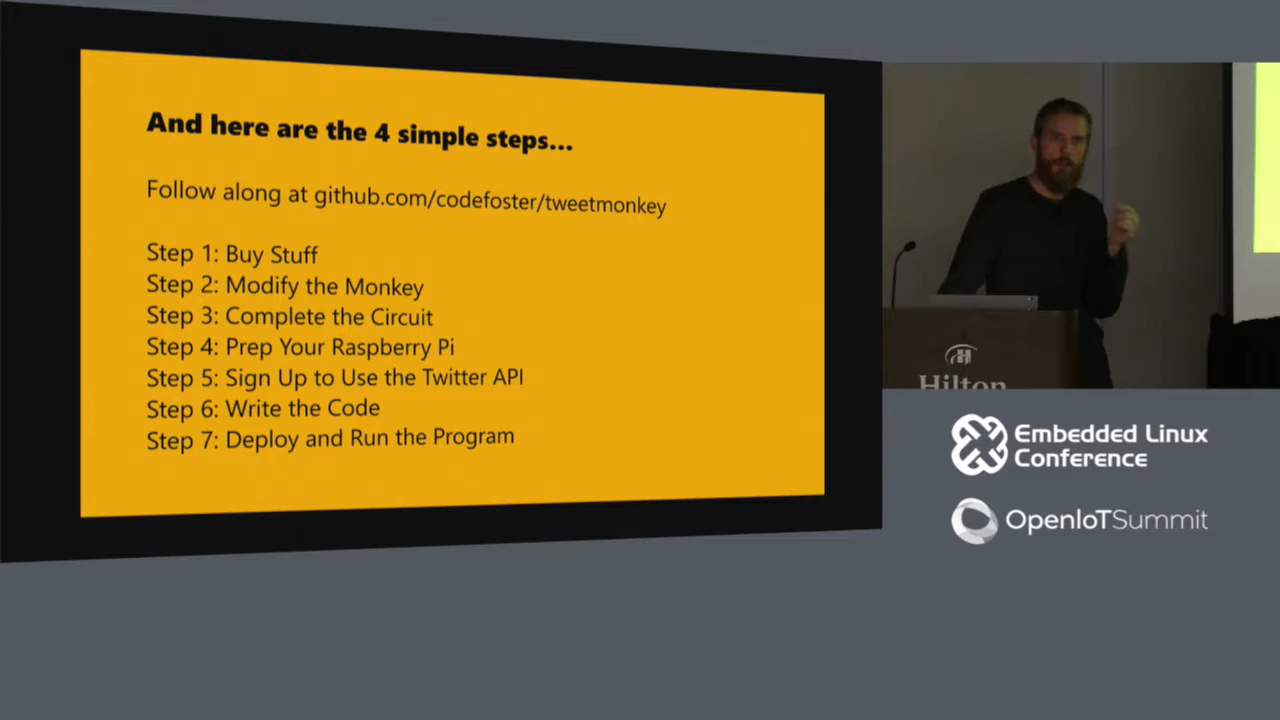 And here are the 4 simple steps...
Follow along at github.com/codefoster/tweetmonkey
Step 1: Buy Stuff
Step 2: Modify the Monkey
Step 3: Complete the Circuit
Step 4: Prep Your Raspberry Pi
Step 5: Sign Up to Use the Twitter API
Step 6: Write the Code
Step 7: Deploy and Run the Program
Hilton
Embedded Linux
Conference
OpenIoTSummit